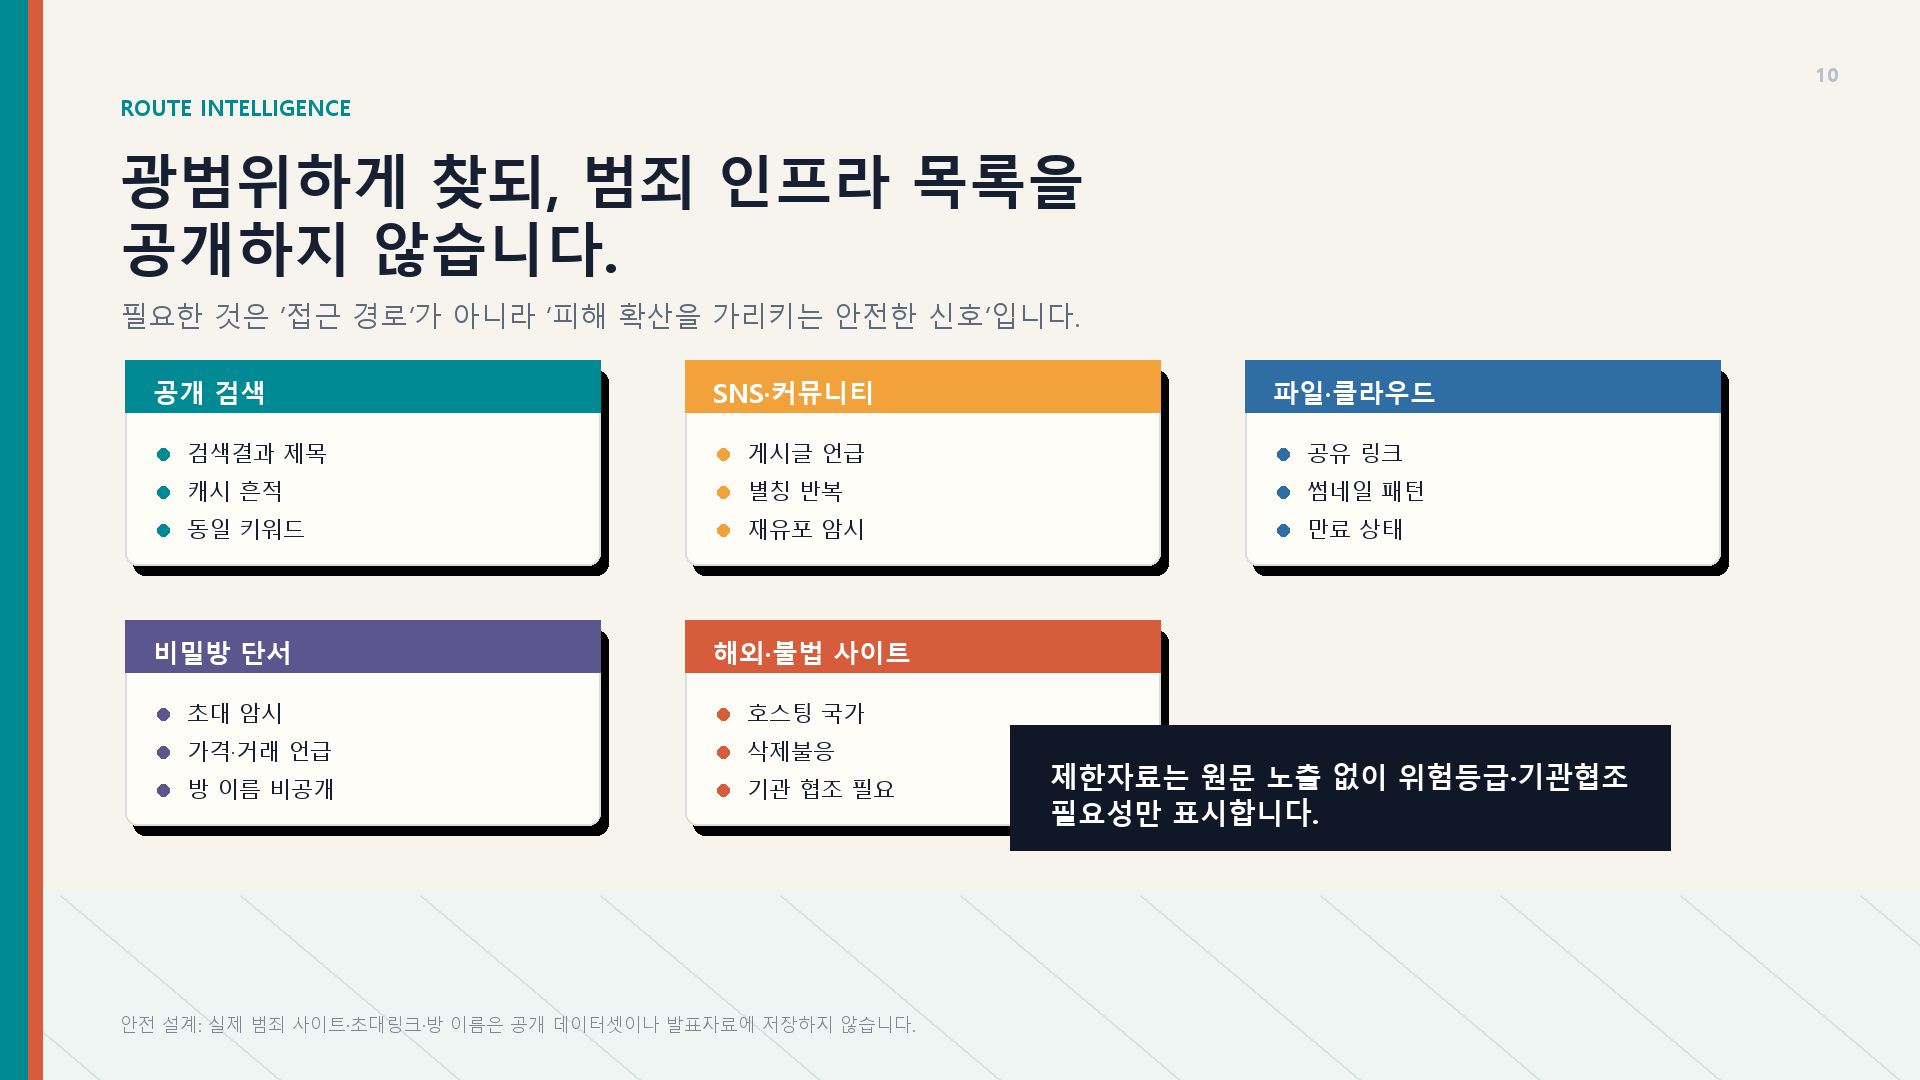 10
ROUTE INTELLIGENCE
광범위하게 찾되, 범죄 인프라 목록을
공개하지 않습니다.
필요한 것은 '접근 경로'가 아니라 '피해 확산을 가리키는 안전한 신호'입니다.
공개 검색
검색결과 제목
캐시 흔적
동일 키워드
SNS·커뮤니티
게시글 언급
별칭 반복
재유포 암시
파일·클라우드
공유 링크
썸네일 패턴
만료 상태
비밀방 단서
초대 암시
가격·거래 언급
방 이름 비공개
해외·불법 사이트
호스팅 국가
삭제불응
기관 협조 필요
제한자료는 원문 노출 없이 위험등급·기관협조
필요성만 표시합니다.
안전 설계: 실제 범죄 사이트·초대링크·방 이름은 공개 데이터셋이나 발표자료에 저장하지 않습니다.